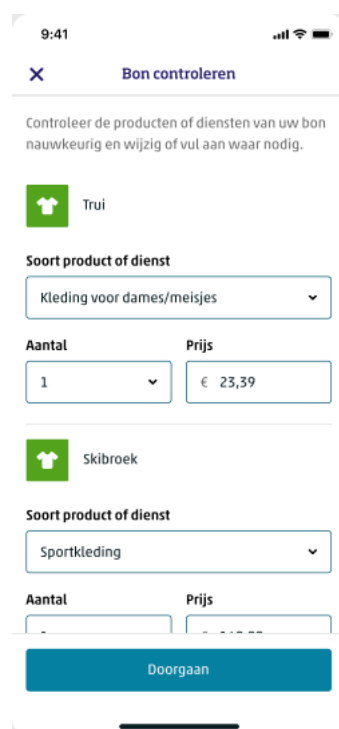 9:41
Bon controleren
Controleer de producten of diensten van uw bon
nauwkeurig en wijzig of vul aan waar nodig.
Trui
Soort product of dienst
Kleding voor dames/meisjes
Aantal Prijs
1 € 23,39
Skibroek
Soort product of dienst
Sportkleding
Aantal Prijs
Doorgaan